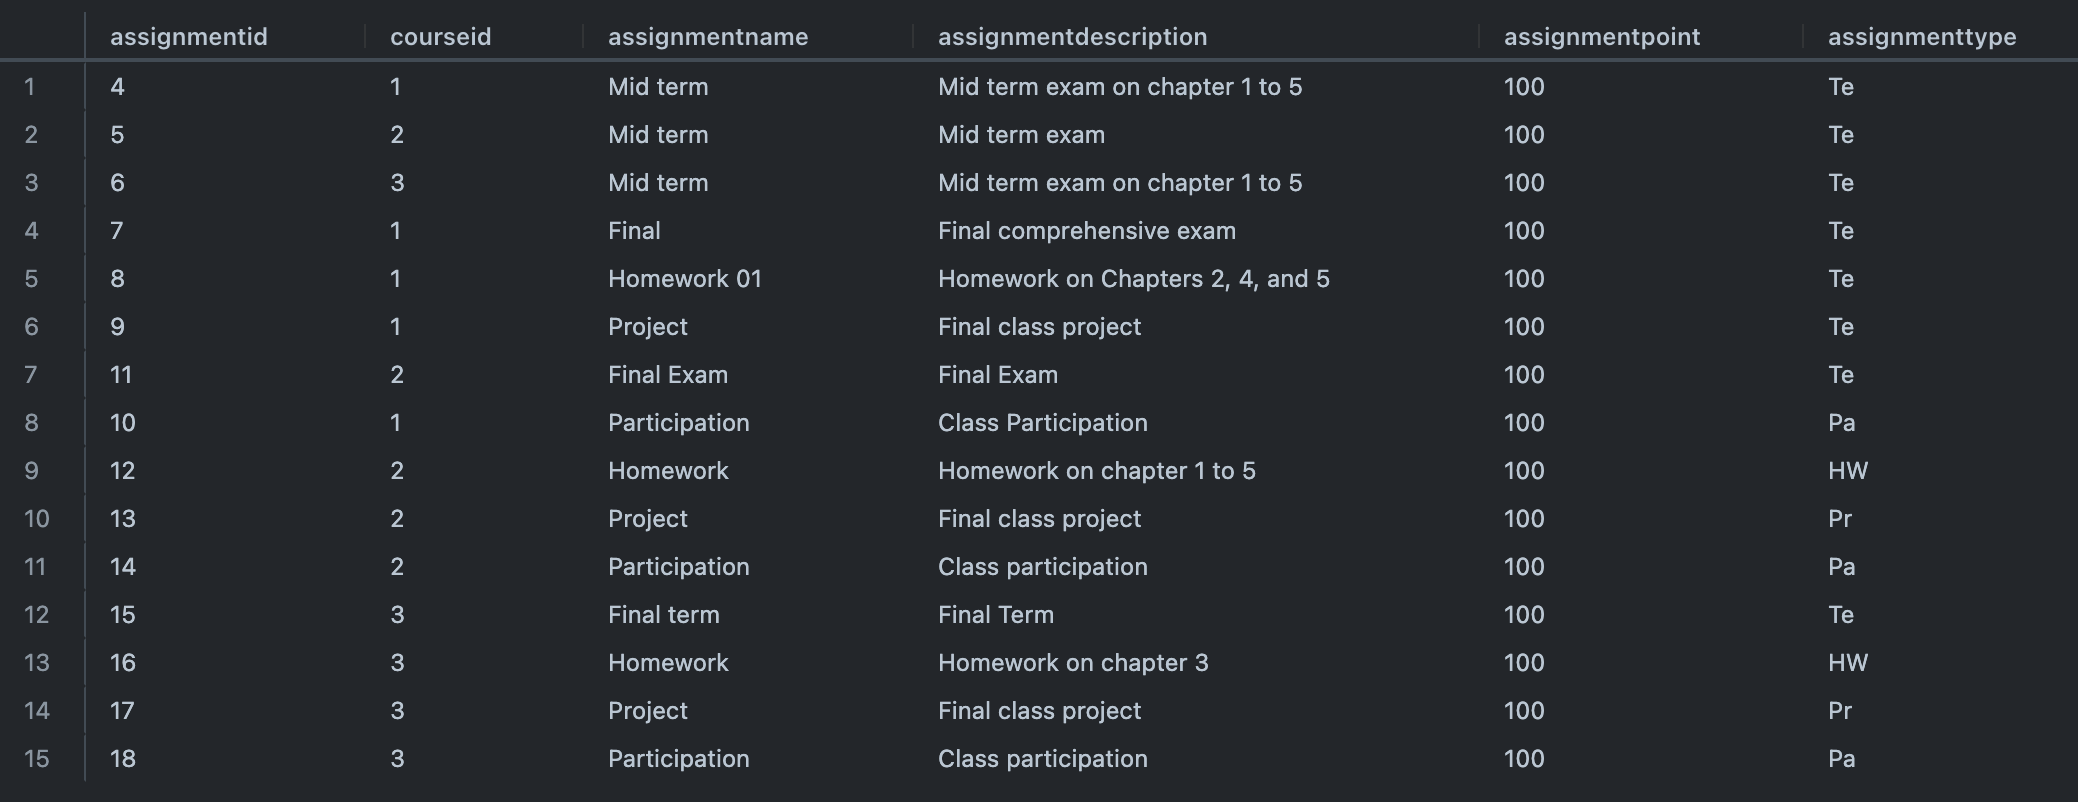 assignmentid courseid assignmentname assignmentdescription assignmentpoint assignmenttype
1 4 1 Mid term Mid term exam on chapter 1 to 5 100 Te
2 5 2 Mid term Mid term exam 100 Te
3 6 3 Mid term Mid term exam on chapter 1 to 5 100 Te
4 7 1 Final Final comprehensive exam 100 Te
5 8 1 Homework 01 Homework on Chapters 2, 4, and 5 100 Te
6 9 1 Project Final class project 100 Te
7 11 2 Final Exam Final Exam 100 Te
8 10 1 Participation Class Participation 100 Pa
9 12 2 Homework Homework on chapter 1 to 5 100 HW
10 13 2 Project Final class project 100 Pr
11 14 2 Participation Class participation 100 Pa
12 15 3 Final term Final Term 100 Te
13 16 3 Homework Homework on chapter 3 100 HW
14 17 3 Project Final class project 100 Pr
15 18 3 Participation Class participation 100 Pa